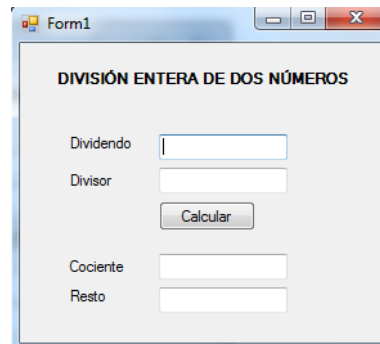 Form1
DIVISIÓN ENTERA DE DOS NÚMEROS
Dividendo
Divisor
Calcular
Cociente
Resto